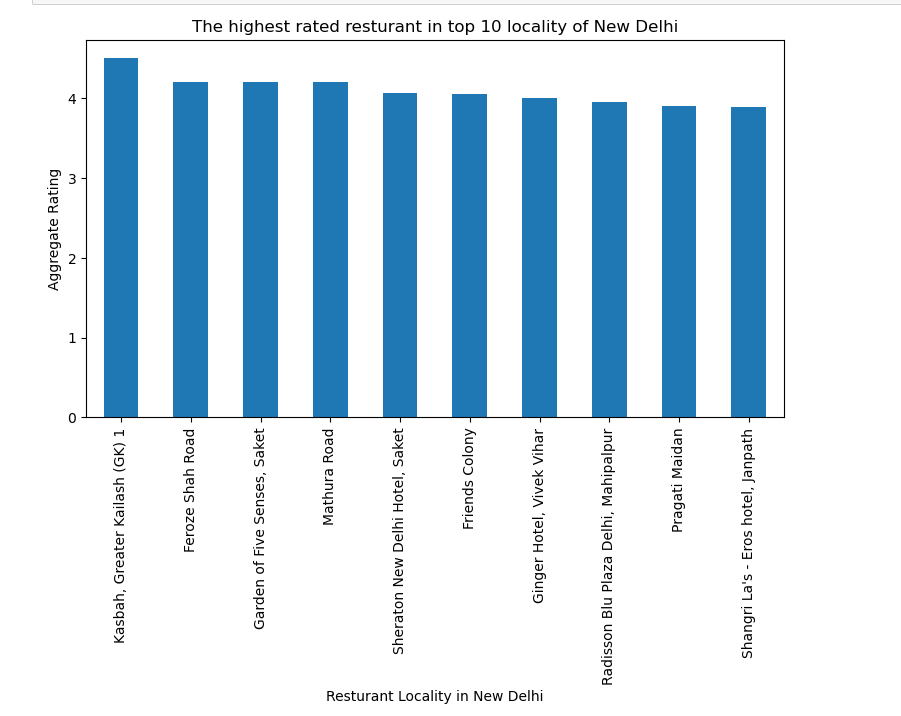 The highest rated resturant in top 10 locality of New Delhi
Aggregate Rating
4
3
2
1
0
Kasbah, Greater Kailash (GK) 1
Feroze Shah Road
Garden of Five Senses, Saket
Mathura Road
Sheraton New Delhi Hotel, Saket
Friends Colony
Ginger Hotel, Vivek Vihar
Radisson Blu Plaza Delhi, Mahipalpur
Pragati Maidan
Shangri La's - Eros hotel, Janpath
Resturant Locality in New Delhi